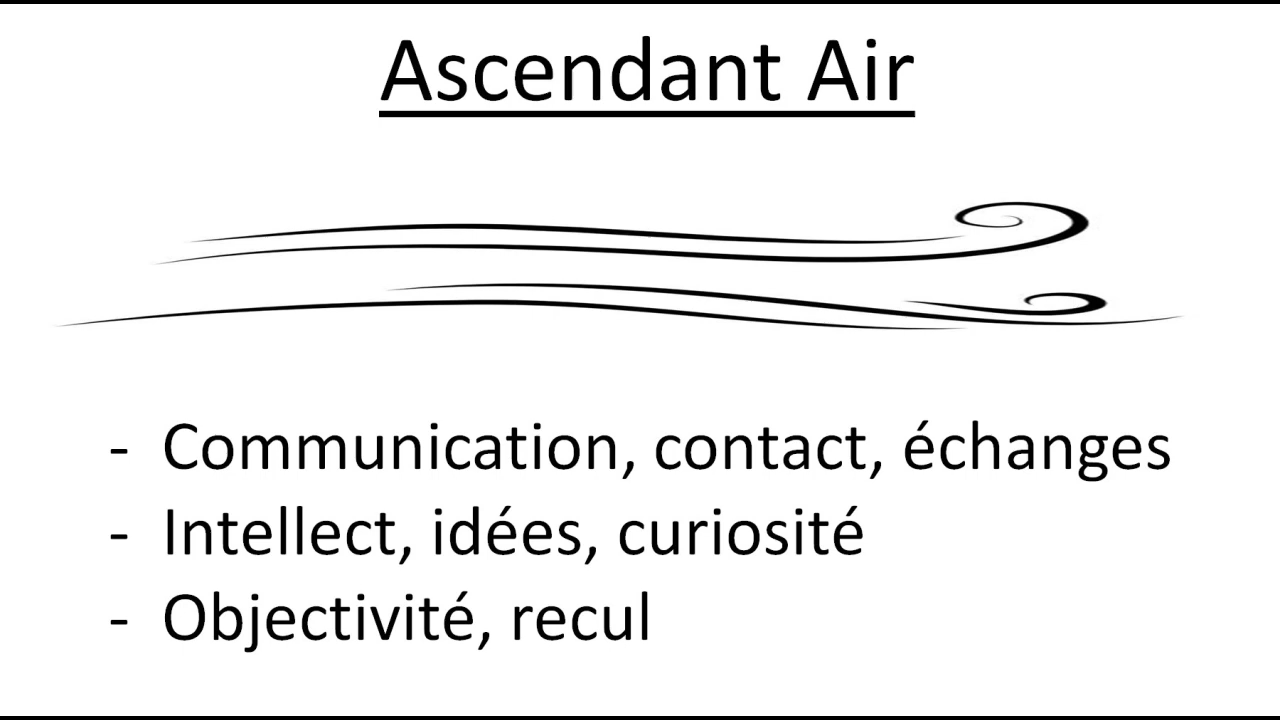 Ascendant Air
- Communication, contact, échanges
- Intellect, idées, curiosité
- Objectivité, recul